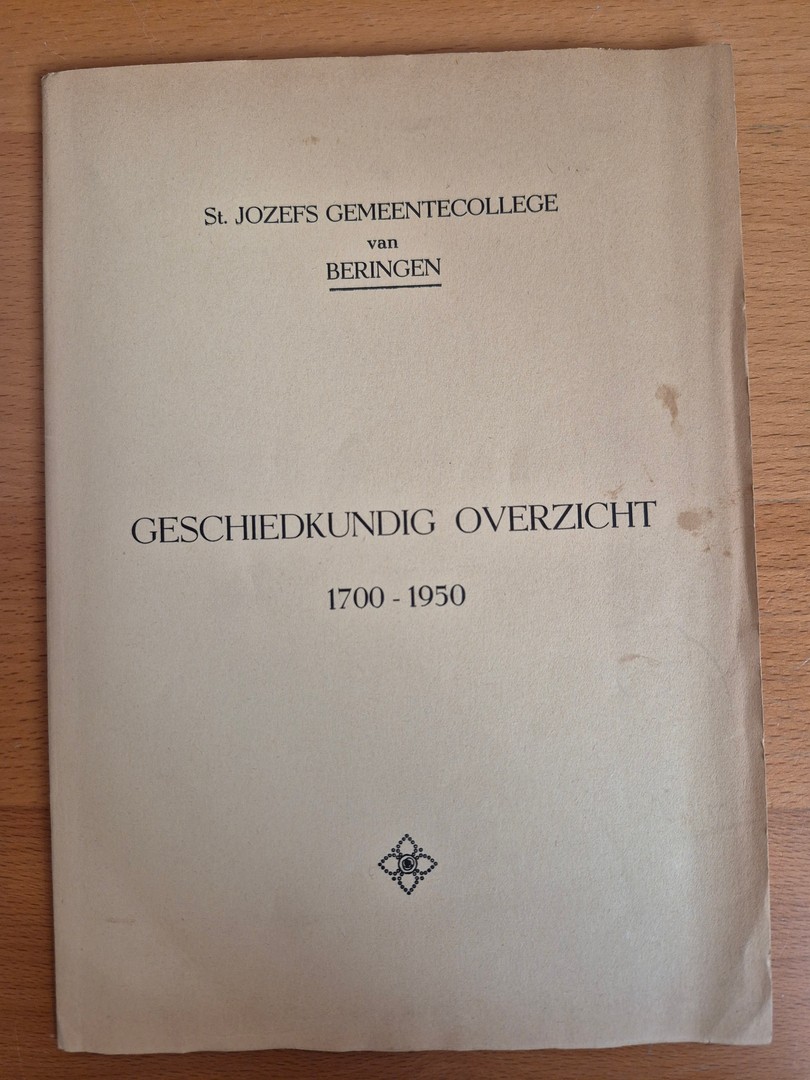 St. JOZEFS GEMEENTECOLLEGE
van
BERINGEN
GESCHIEDKUNDIG OVERZICHT
1700 - 1950